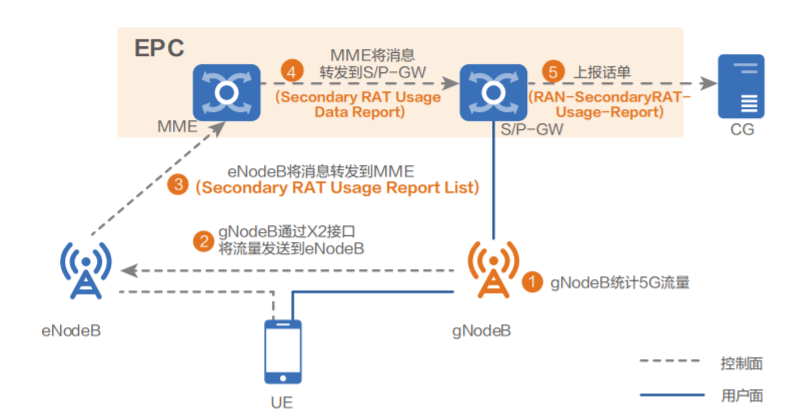 EPC
MME将消息
4
转发到S/P-GW
(Secondary RAT Usage
Data Report)
5
上报话单
(RAN-SecondaryRAT-
Usage-Report)
MME
S/P-GW
CG
eNodeB将消息转发到MME
3
(Secondary RAT Usage Report List)
2
gNodeB通过X2接口
将流量发送到eNodeB
1
gNodeB统计5G流量
eNodeB
gNodeB
UE
控制面
用户面